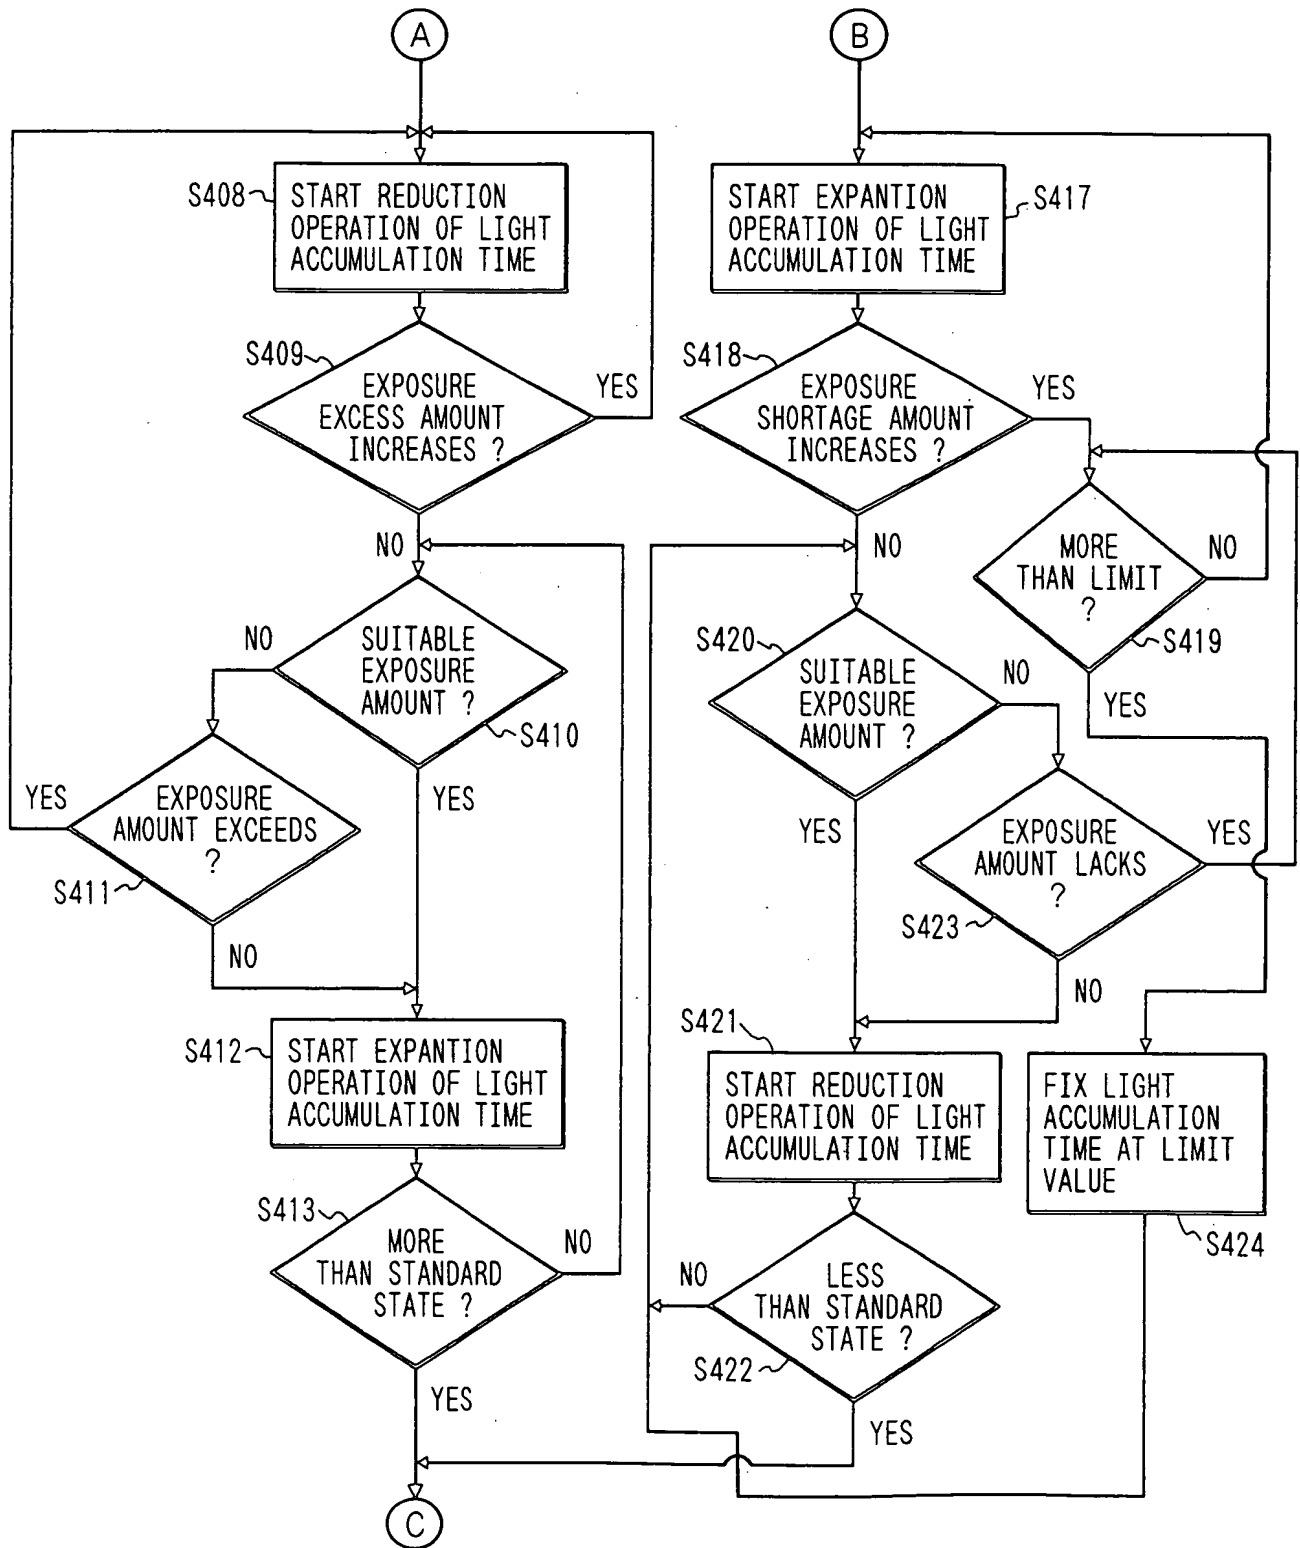 A
B
S408
START REDUCTION
OPERATION OF LIGHT
ACCUMULATION TIME
START EXPANTION
OPERATION OF LIGHT
ACCUMULATION TIME
S417
S409
EXPOSURE
EXCESS AMOUNT
INCREASES ?
YES
S418
EXPOSURE
SHORTAGE AMOUNT
INCREASES ?
YES
NO
NO
MORE
THAN LIMIT
?
NO
S419
YES
NO
SUITABLE
EXPOSURE
AMOUNT ?
S410
S420
SUITABLE
EXPOSURE
AMOUNT ?
NO
YES
EXPOSURE
AMOUNT EXCEEDS
?
S411
YES
YES
EXPOSURE
AMOUNT LACKS
?
YES
S423
NO
NO
S412
START EXPANTION
OPERATION OF LIGHT
ACCUMULATION TIME
S421
START REDUCTION
OPERATION OF LIGHT
ACCUMULATION TIME
FIX LIGHT
ACCUMULATION
TIME AT LIMIT
VALUE
S424
S413
MORE
THAN STANDARD
STATE ?
NO
NO
LESS
THAN STANDARD
STATE ?
S422
YES
YES
C